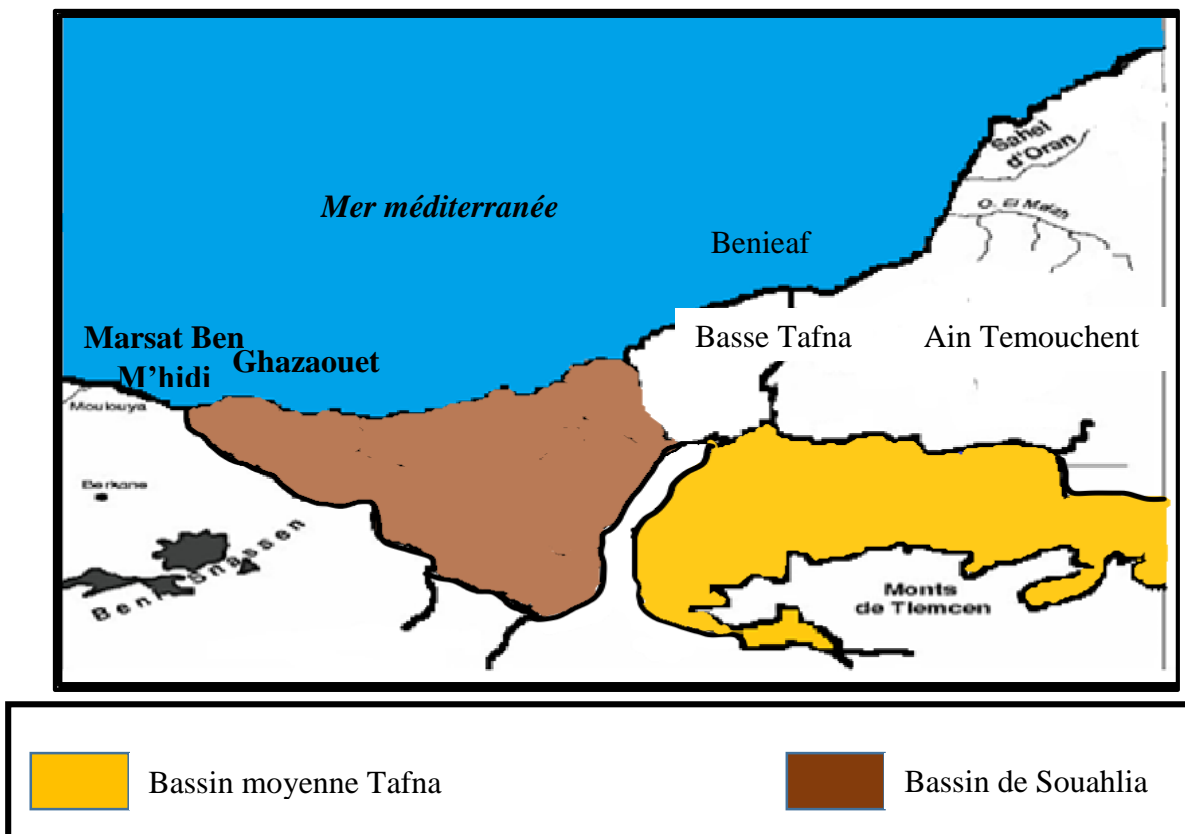 Sahel
d'Oran
O. El Malah
Mer méditerranée
Benieaf
Marsat Ben
M'hidi
Ghazaouet
Basse Tafna
Ain Temouchent
Moulouya
Berkane
Beni Snassen
Monts
de Tlemcen
Bassin moyenne Tafna
Bassin de Souahlia